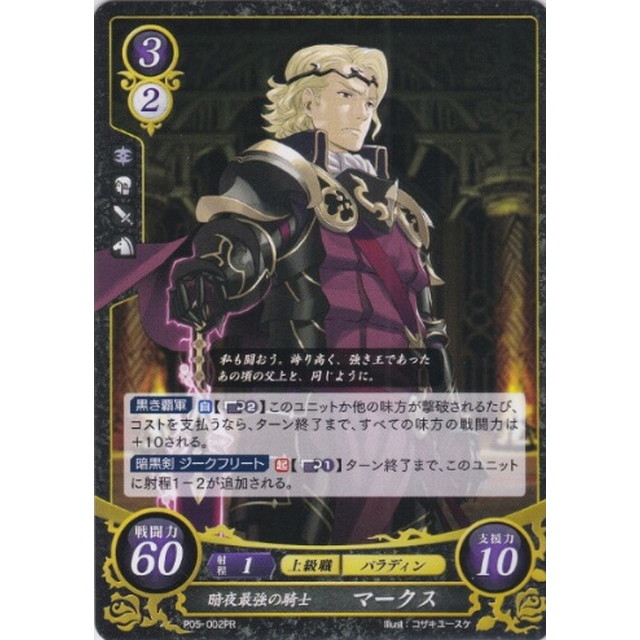 3
2
私も闘おう。誇り高く、強き王であった
あの頃の父上と、同じように。
黒き覇軍 自【 2】このユニットか他の味方が撃破されるたび、
コストを支払うなら、ターン終了まで、すべての味方の戦闘力は
+10される。
暗黒剣 ジークフリート 起【 1】ターン終了まで、このユニット
に射程1-2が追加される。
戦闘力
60
射程 1
上級職
パラディン
支援力
10
暗夜最強の騎士 マークス
P05-002PR
Illust:コザキユースケ